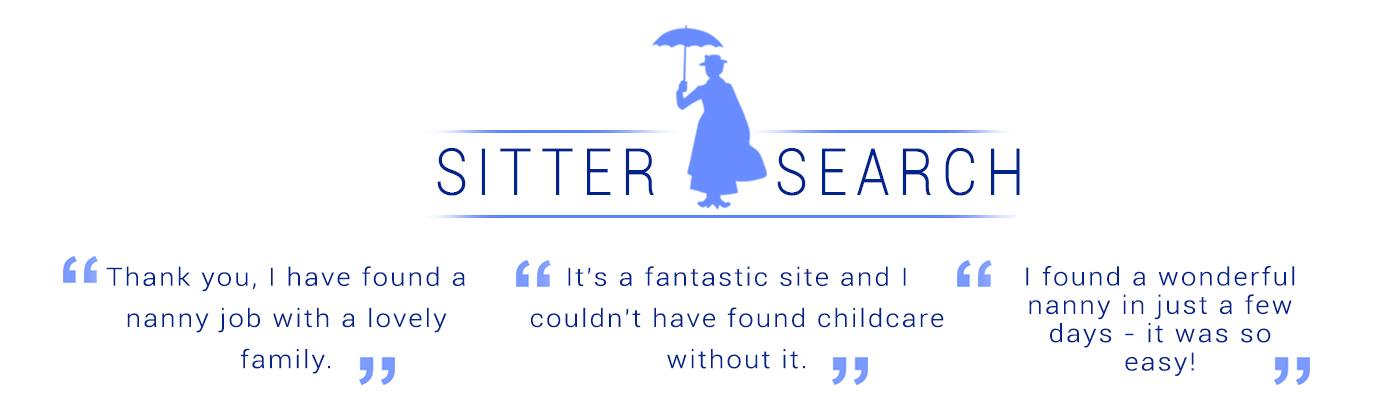 SITTER SEARCH
“ Thank you, I have found a
nanny job with a lovely
family. ”
“ It's a fantastic site and I
couldn't have found childcare
without it. ”
“ I found a wonderful
nanny in just a few
days - it was so
easy! ”